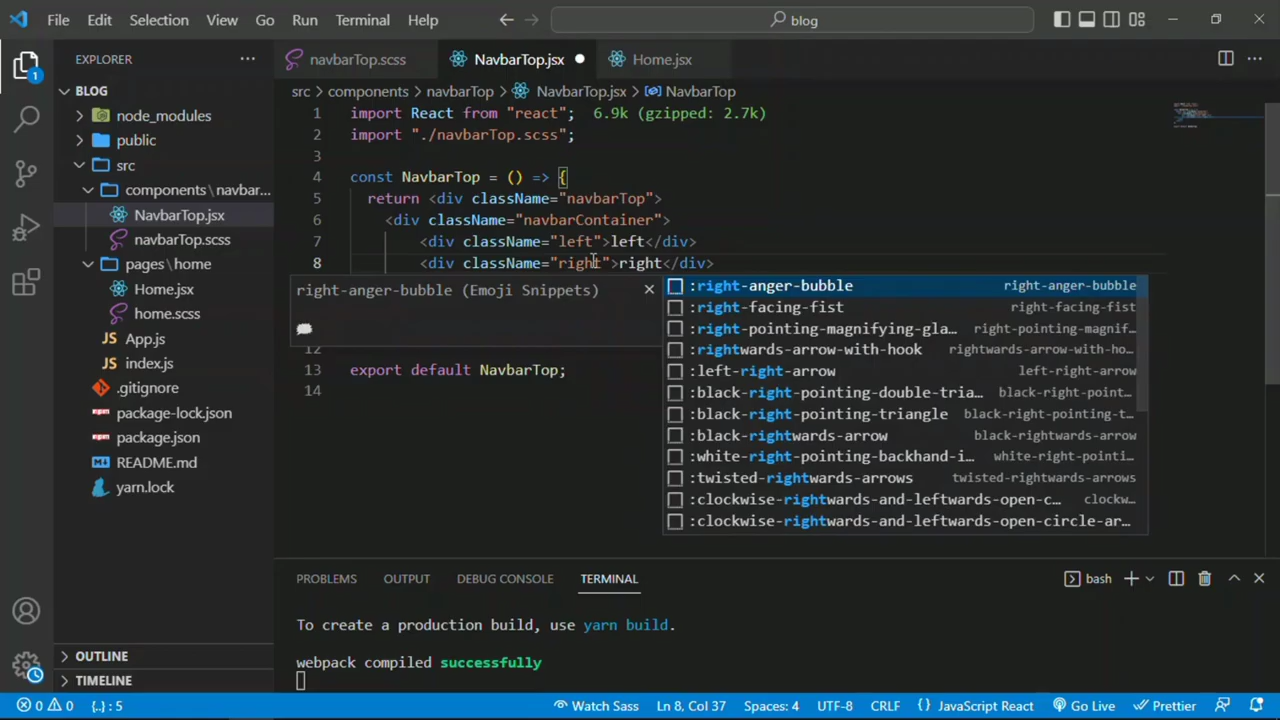 File Edit Selection View Go Run Terminal Help
blog
EXPLORER
navbarTop.scss NavbarTop.jsx Home.jsx
1
BLOG
src components navbarTop NavbarTop.jsx NavbarTop
node_modules
public
src
components\navbar...
NavbarTop.jsx
navbarTop.scss
pages\home
Home.jsx
home.scss
App.js
index.js
.gitignore
package-lock.json
package.json
README.md
yarn.lock
OUTLINE
TIMELINE
1 import React from "react"; 6.9k (gzipped: 2.7k)
2 import "./navbarTop.scss";
3
4 const NavbarTop = () => {
5 return <div className="navbarTop">
6 <div className="navbarContainer">
7 <div className="left">left</div>
8 <div className="right">right</div>
right-anger-bubble (Emoji Snippets)
:right-anger-bubble right-anger-bubble
:right-facing-fist right-facing-fist
:right-pointing-magnifying-gla… right-pointing-magnif…
:rightwards-arrow-with-hook rightwards-arrow-with-ho…
:left-right-arrow left-right-arrow
:black-right-pointing-double-tria… black-right-point…
:black-right-pointing-triangle black-right-pointing-t…
:black-rightwards-arrow black-rightwards-arrow
:white-right-pointing-backhand-i… white-right-pointi…
:twisted-rightwards-arrows twisted-rightwards-arrows
:clockwise-rightwards-and-leftwards-open-c… clockw…
:clockwise-rightwards-and-leftwards-open-circle-ar…
12
13 export default NavbarTop;
14
PROBLEMS OUTPUT DEBUG CONSOLE TERMINAL
bash
To create a production build, use yarn build.
webpack compiled successfully
0 0 {..} : 5 Watch Sass Ln 8, Col 37 Spaces: 4 UTF-8 CRLF {} JavaScript React Go Live Prettier